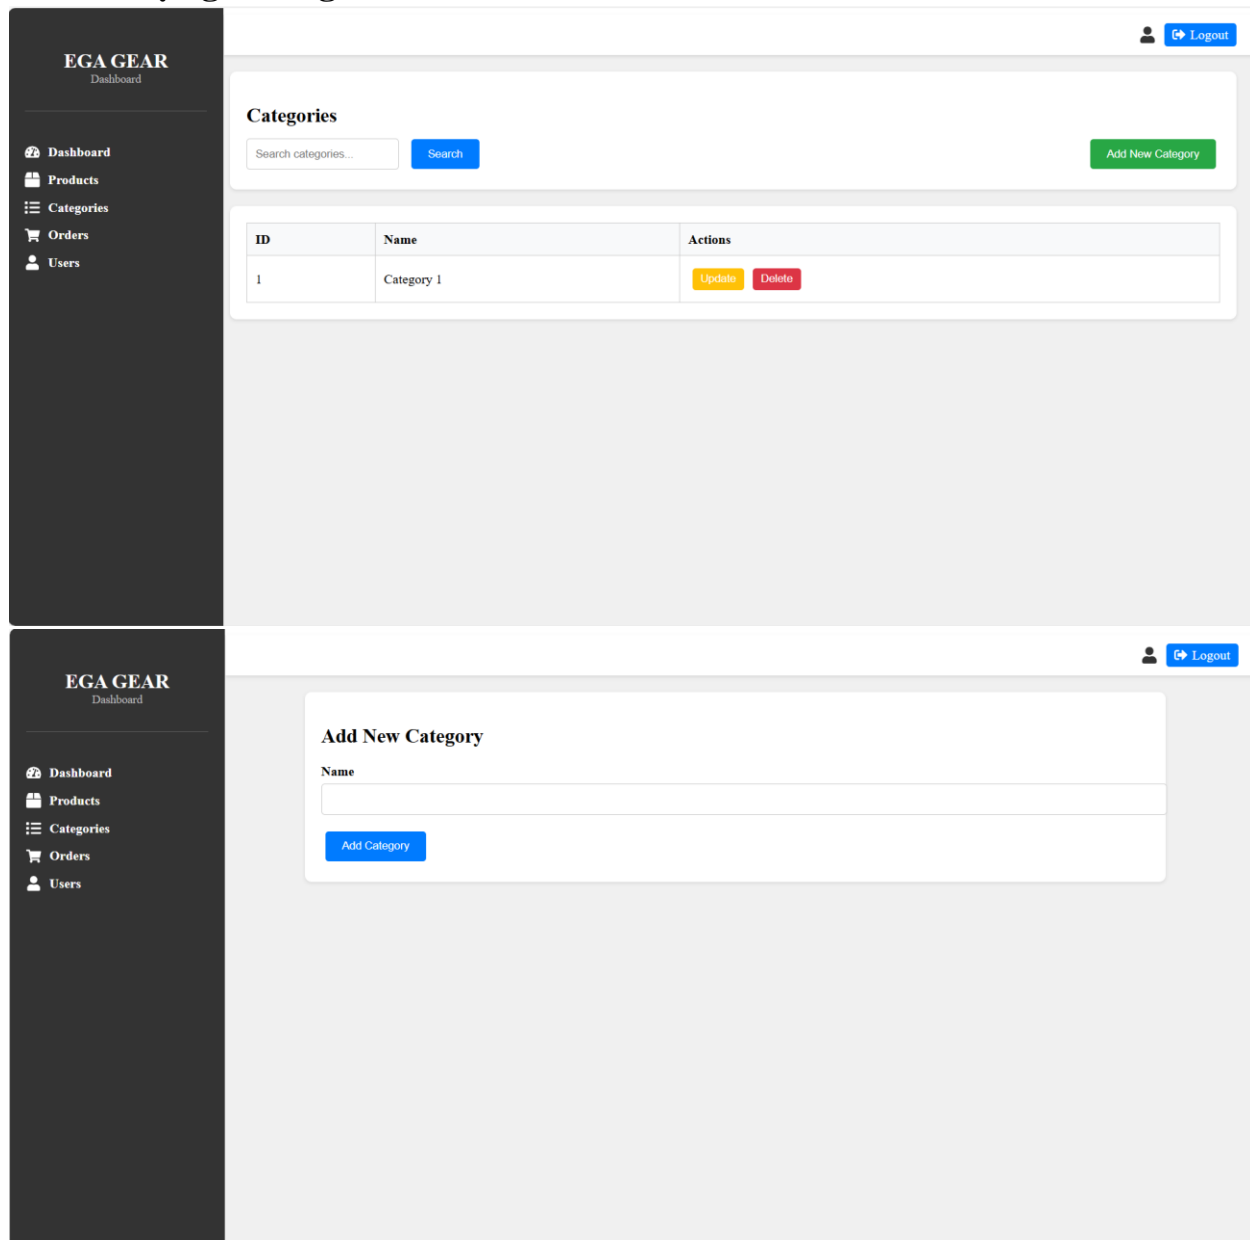 EGA GEAR
Dashboard
Logout
Dashboard
Products
Categories
Orders
Users
Categories
Search categories... Search Add New Category
ID Name Actions
1 Category 1 Update Delete
EGA GEAR
Dashboard
Logout
Dashboard
Products
Categories
Orders
Users
Add New Category
Name
Add Category